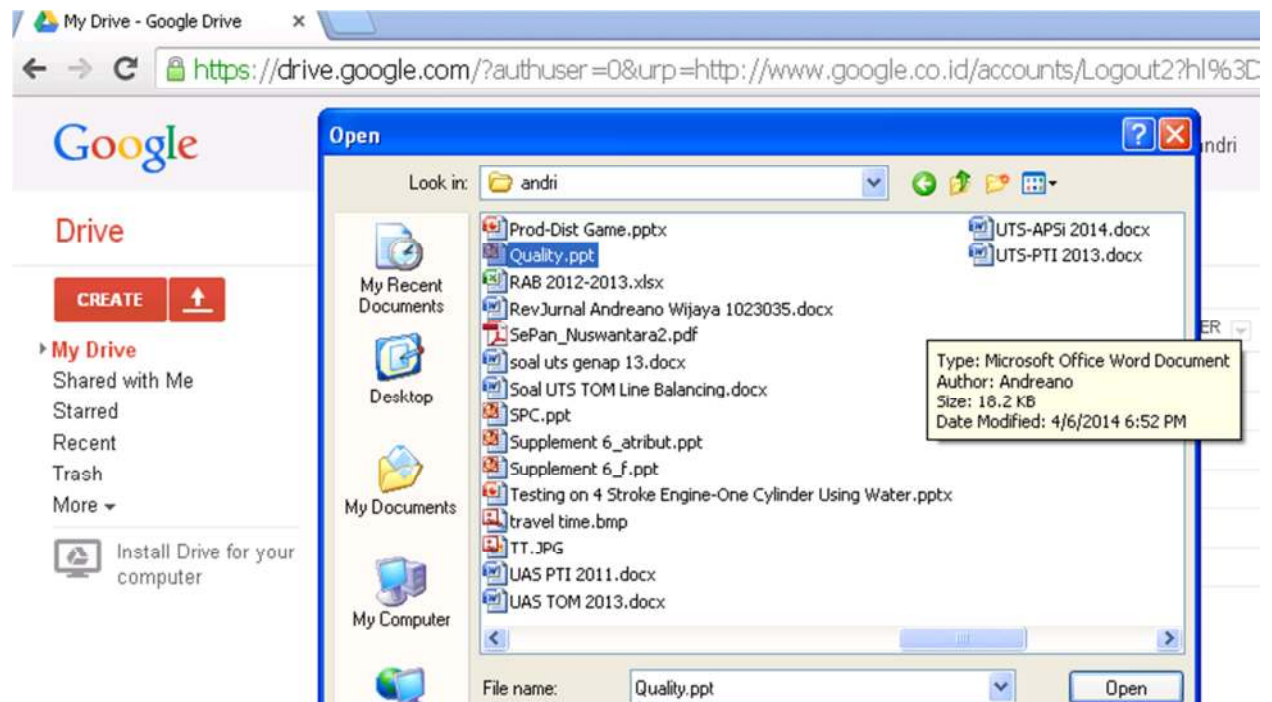 My Drive - Google Drive
https://drive.google.com/?authuser=0&urp=http://www.google.co.id/accounts/Logout2?hl%3D
Google
andri
Drive
CREATE
My Drive
Shared with Me
Starred
Recent
Trash
More
Install Drive for your
computer
Open
Look in:
andri
My Recent
Documents
Desktop
My Documents
My Computer
Prod-Dist Game.pptx
Quality.ppt
RAB 2012-2013.xlsx
RevJurnal Andreano Wijaya 1023035.docx
SePan_Nuswantara2.pdf
soal uts genap 13.docx
Soal UTS TOM Line Balancing.docx
SPC.ppt
Supplement 6_atribut.ppt
Supplement 6_f.ppt
Testing on 4 Stroke Engine-One Cylinder Using Water.pptx
travel time.bmp
TT.JPG
UAS PTI 2011.docx
UAS TOM 2013.docx
UTS-APSi 2014.docx
UTS-PTI 2013.docx
ER
Type: Microsoft Office Word Document
Author: Andreano
Size: 18.2 KB
Date Modified: 4/6/2014 6:52 PM
File name:
Quality.ppt
Open